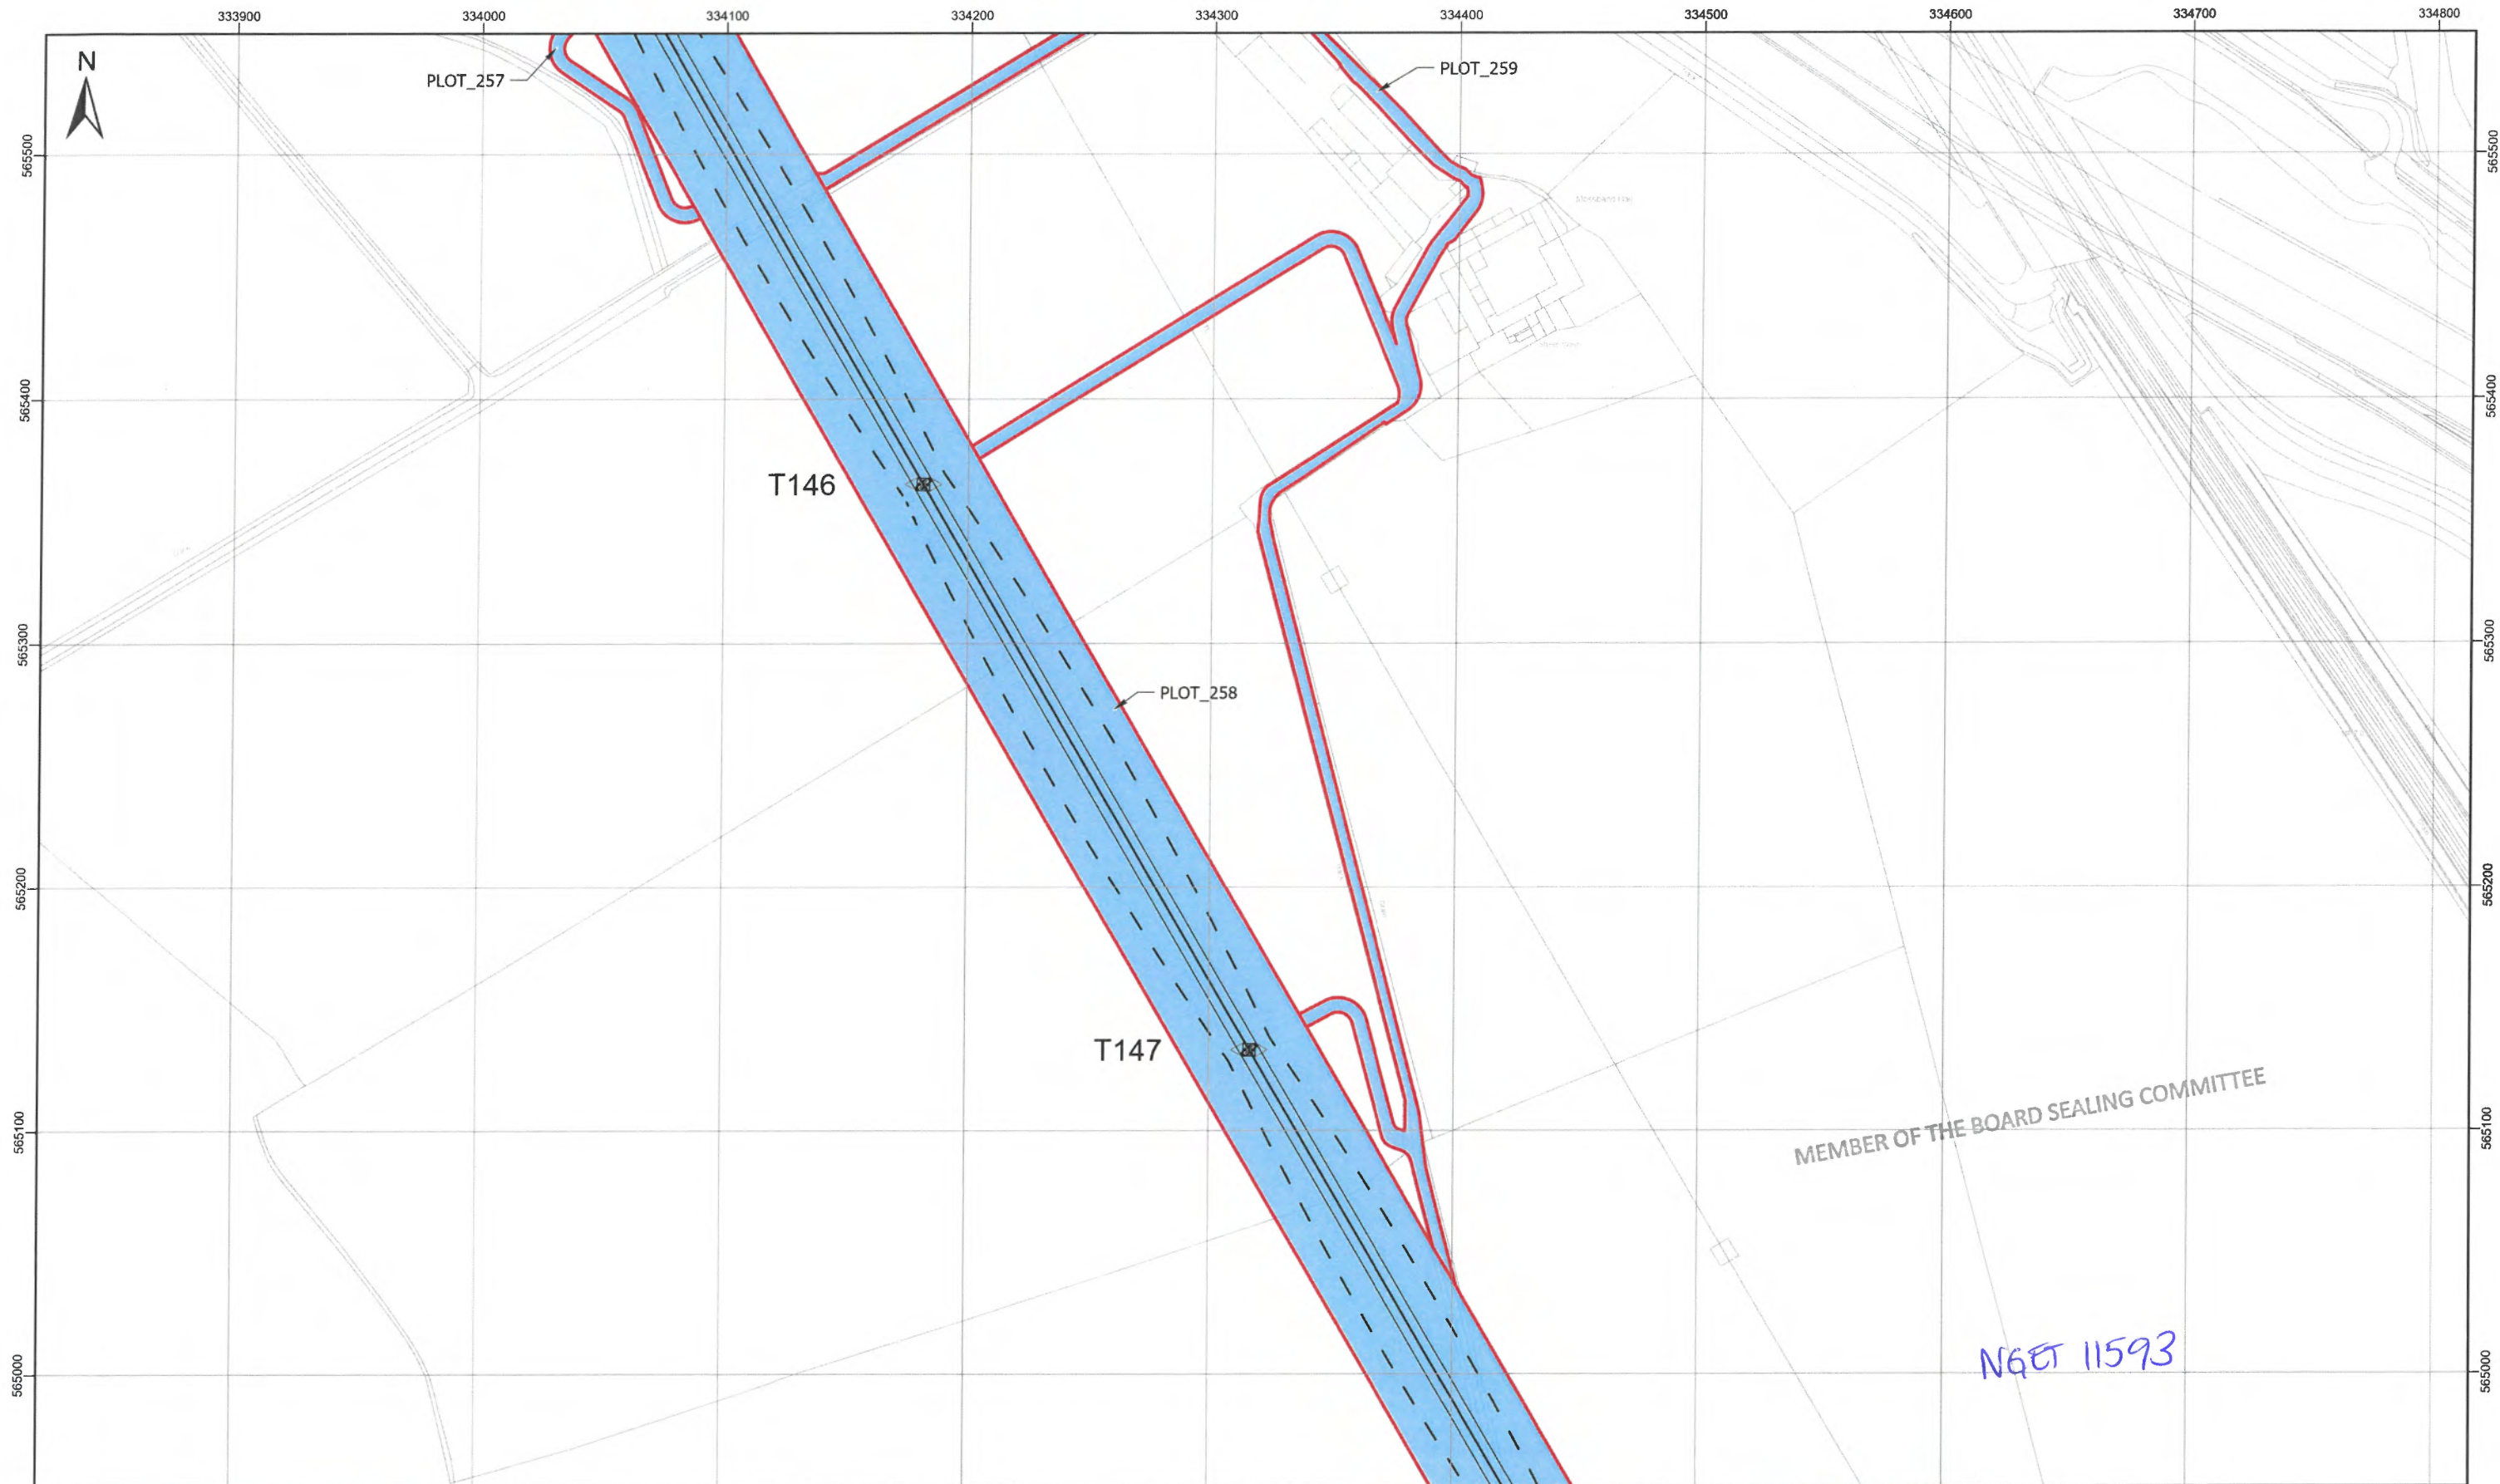 333900 334000 334100 334200 334300 334400 334500 334600 334700 334800
N
PLOT_257
PLOT_259
565500 565500
565400 565400
T146
565300 565300
PLOT_258
565200 565200
T147
565100 565100
MEMBER OF THE BOARD SEALING COMMITTEE
NGET 11593
565000 565000